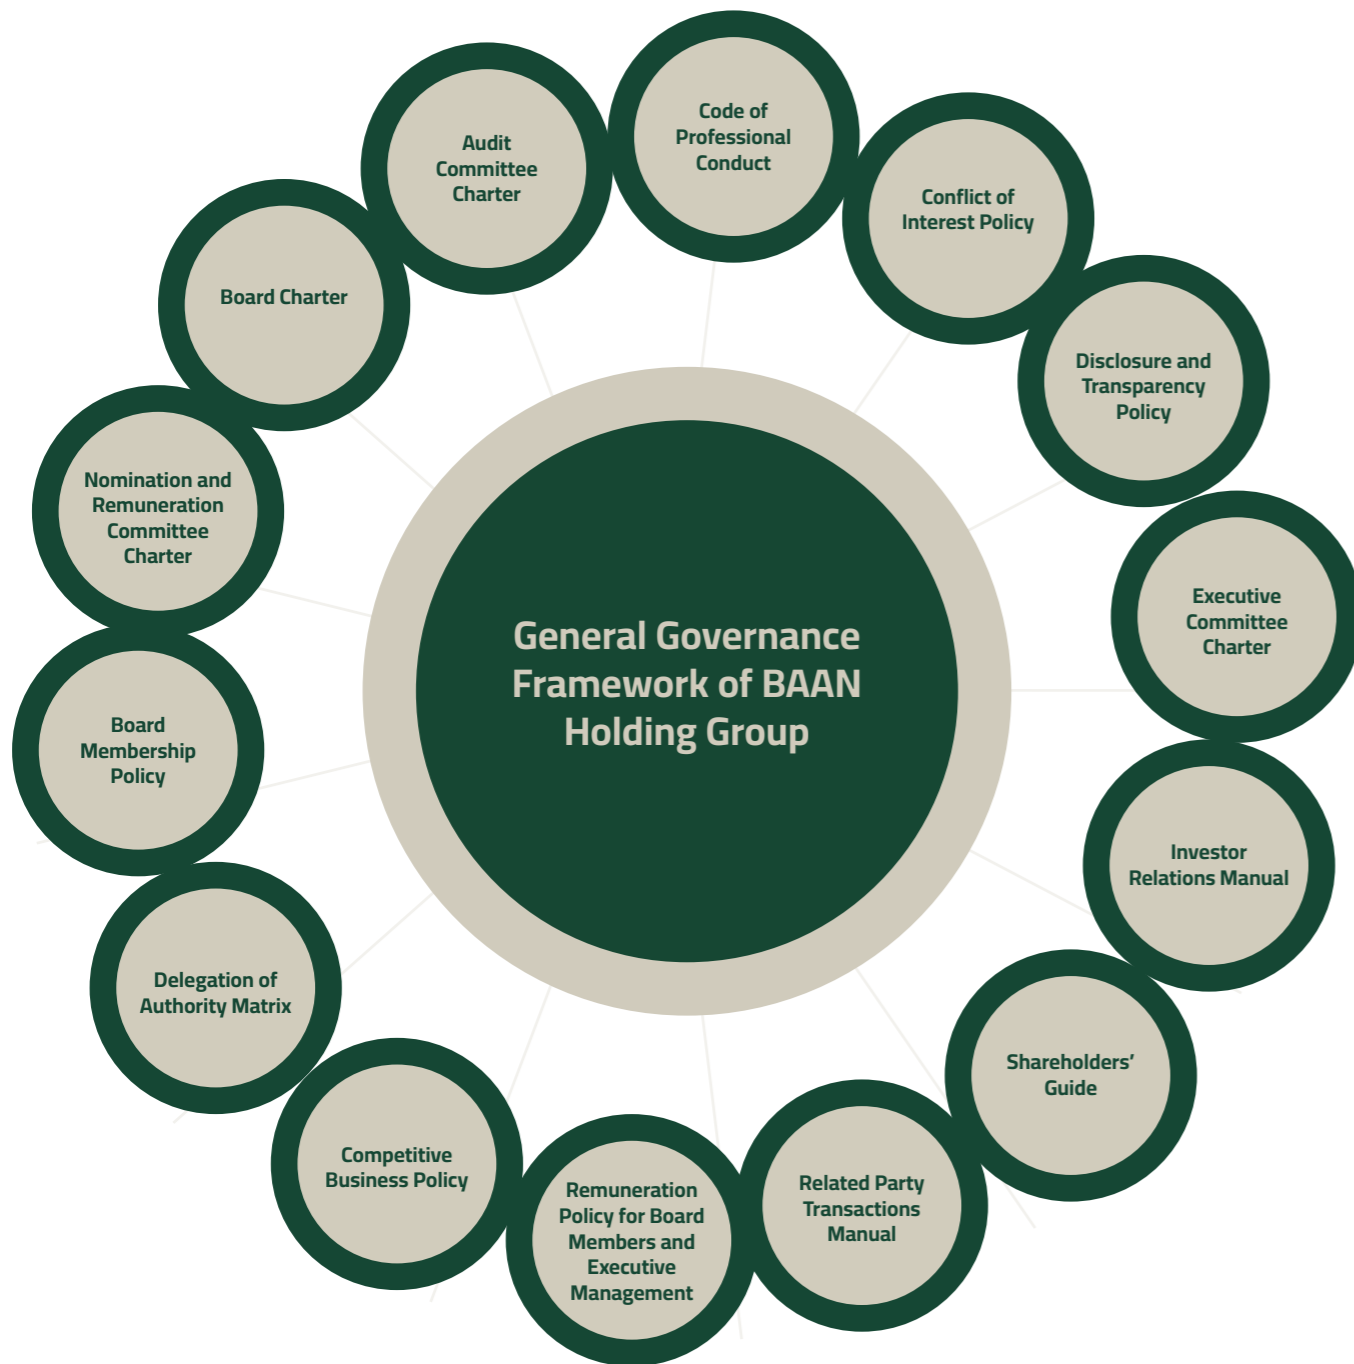 Code of
Professional
Conduct
Audit
Committee
Charter
Conflict of
Interest Policy
Board Charter
Disclosure and
Transparency
Policy
Nomination and
Remuneration
Committee
Charter
Executive
Committee
Charter
General Governance
Framework of BAAN
Holding Group
Board
Membership
Policy
Investor
Relations Manual
Delegation of
Authority Matrix
Shareholders’
Guide
Competitive
Business Policy
Related Party
Transactions
Manual
Remuneration
Policy for Board
Members and
Executive
Management